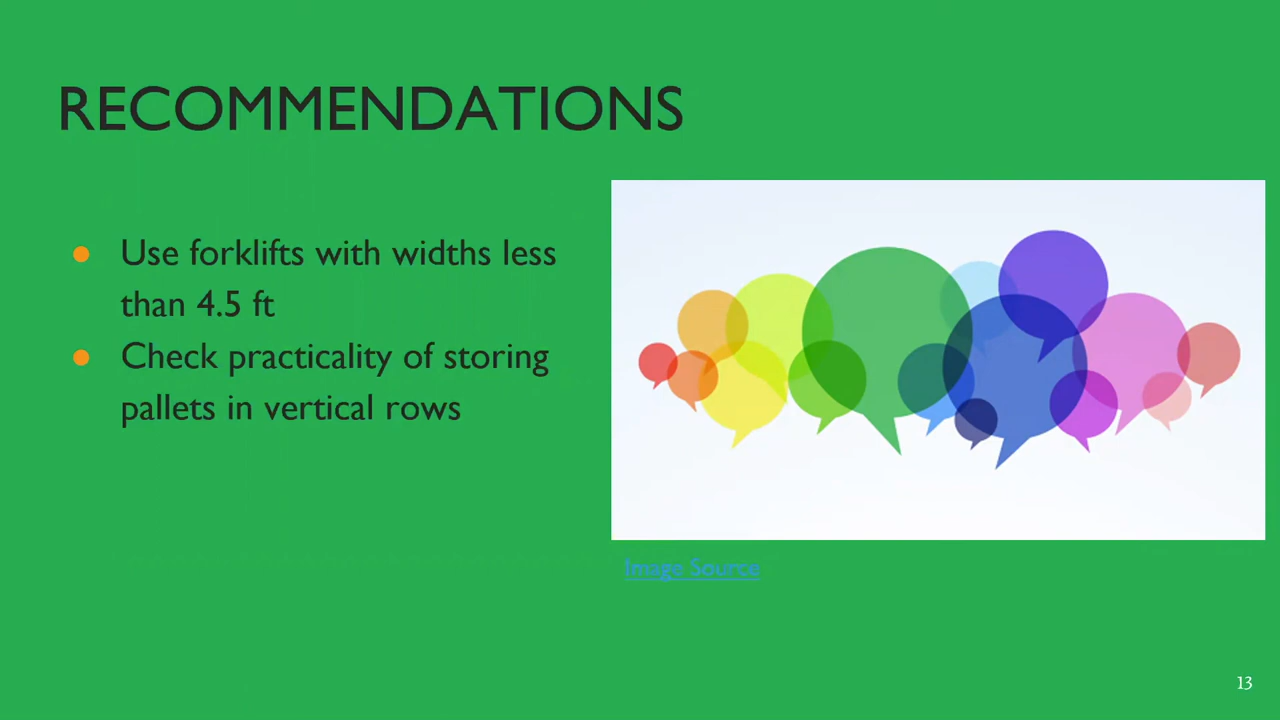 RECOMMENDATIONS
● Use forklifts with widths less
than 4.5 ft
● Check practicality of storing
pallets in vertical rows
Image Source
13